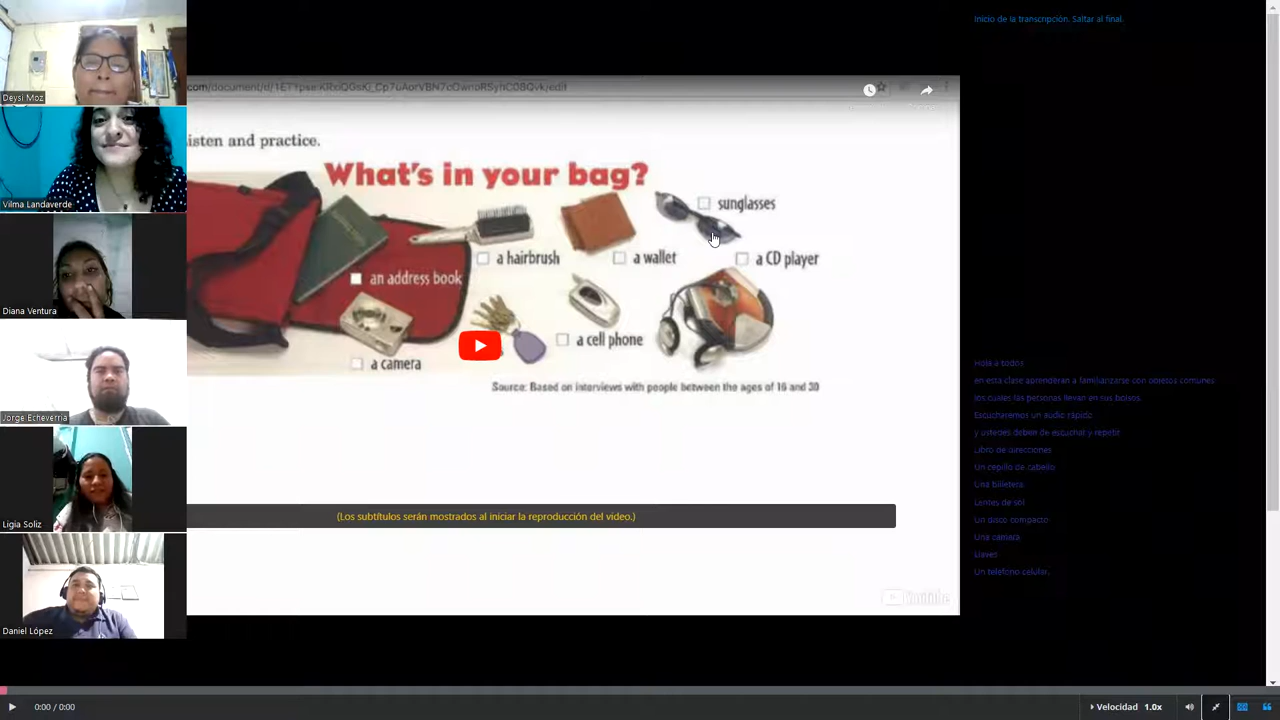 Inicio de la transcripción. Saltar al final.
Deysi Moz
Vilma Landaverde
Diana Ventura
Jorge Echeverria
Ligia Soliz
Daniel López
isten and practice.
What's in your bag?
sunglasses
a hairbrush
a wallet
a CD player
an address book
a cell phone
a camera
Source: Based on interviews with people between the ages of 16 and 30
(Los subtítulos serán mostrados al iniciar la reproducción del video.)
YouTube
Hola a todos
en esta clase aprenderan a familiarizarse con objetos comunes
los cuales las personas llevan en sus bolsos.
Escucharemos un audio rápido
y ustedes deben de escuchar y repetir
Libro de direcciones
Un cepillo de cabello
Una billetera
Lentes de sol
Un disco compacto
Una cámara
Llaves
Un telefono celular.
0:00 / 0:00
Velocidad 1.0x